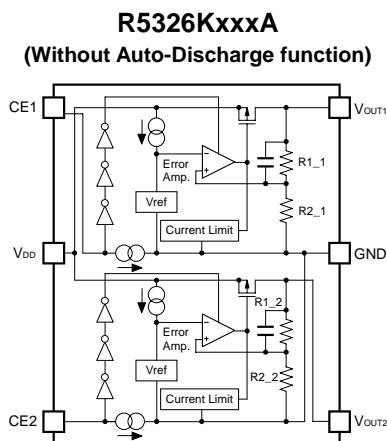 R5326KxxxA
(Without Auto-Discharge function)
CE1
VOUT1
Error
Amp.
−
+
R1_1
Vref
R2_1
Current Limit
VDD
GND
R1_2
Error
Amp.
−
+
Vref
R2_2
Current Limit
CE2
VOUT2